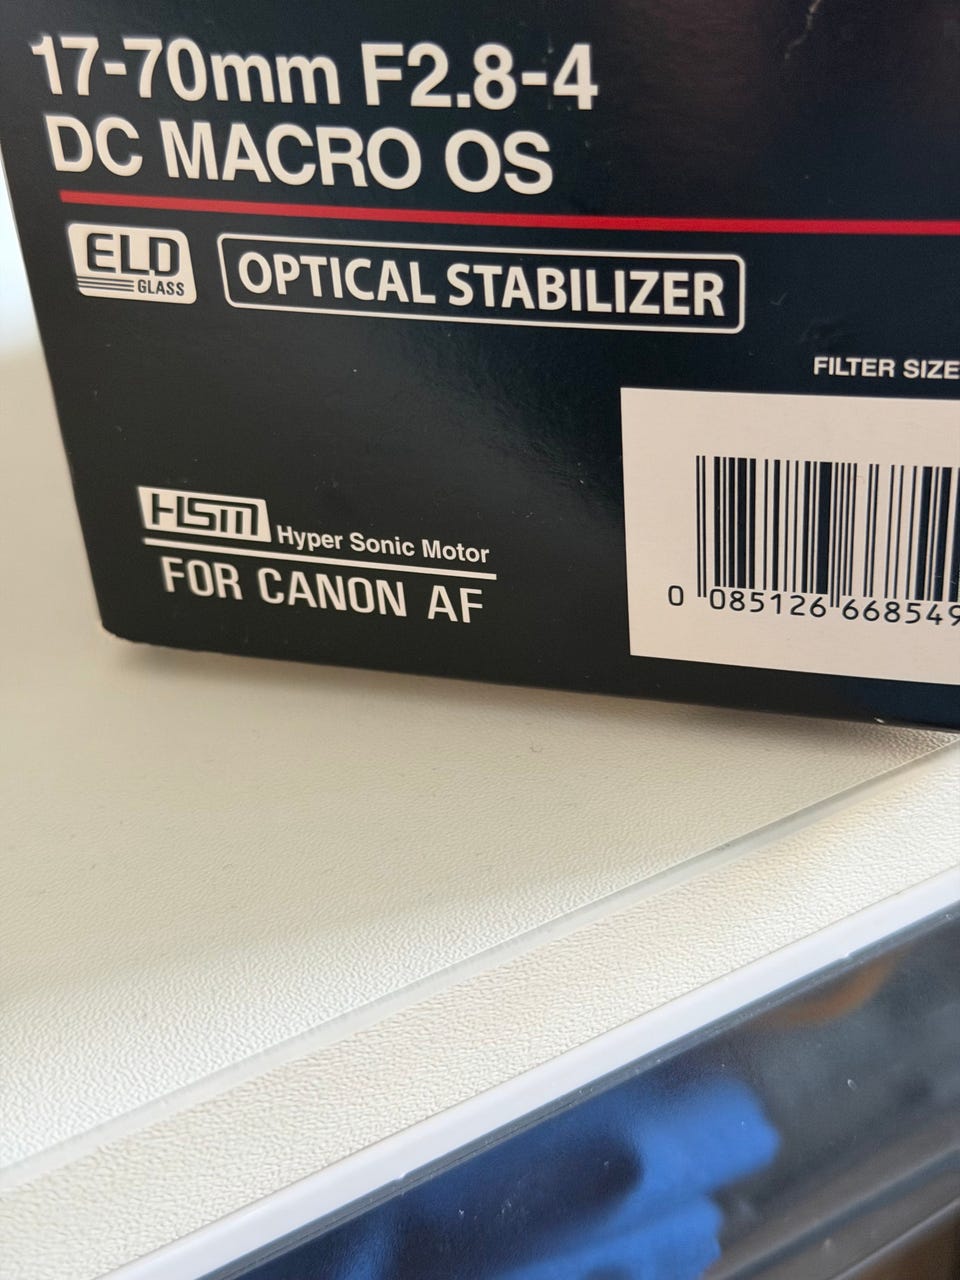 17-70mm F2.8-4
DC MACRO OS
ELD
GLASS
OPTICAL STABILIZER
FILTER SIZE
HSM Hyper Sonic Motor
FOR CANON AF
0 085126 668549